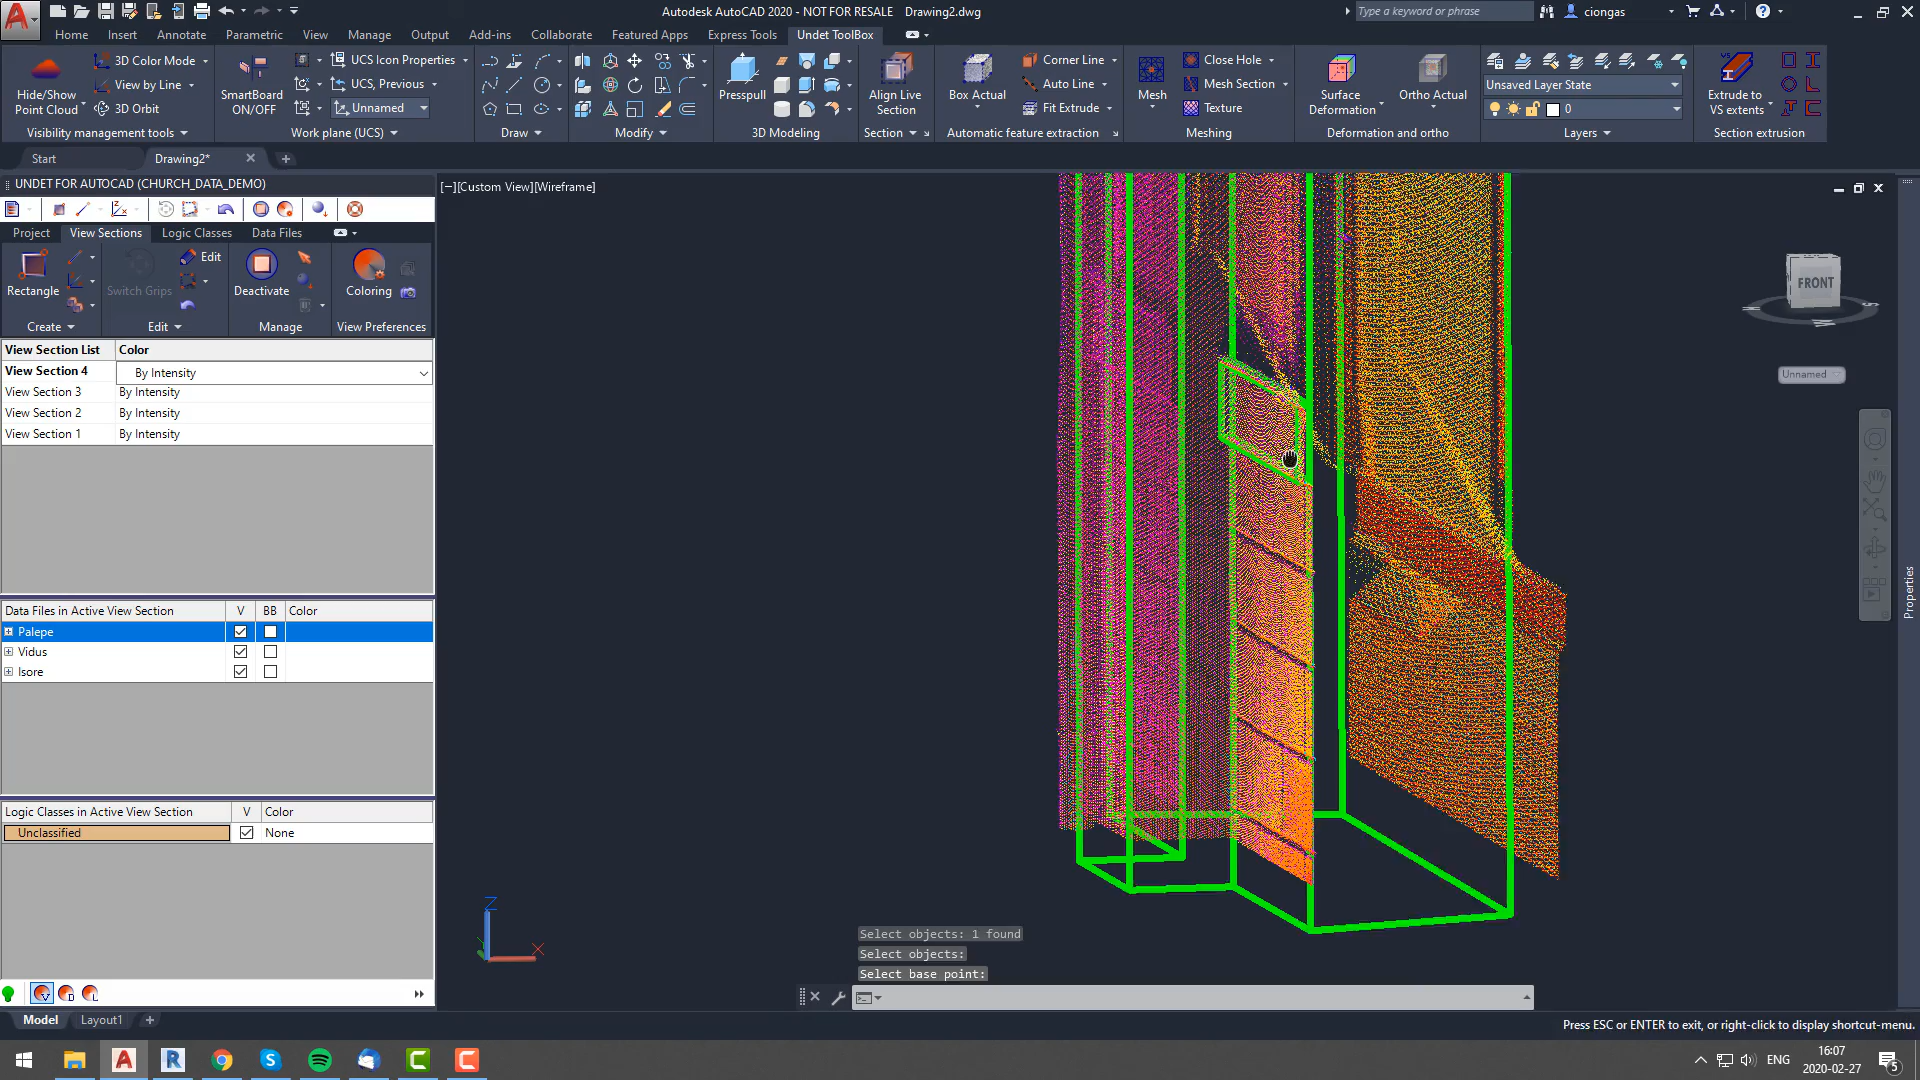 Autodesk AutoCAD 2020 - NOT FOR RESALE Drawing2.dwg
Type a keyword or phrase
ciongas
Home Insert Annotate Parametric View Manage Output Add-ins Collaborate Featured Apps Express Tools Undet ToolBox
Hide/Show
Point Cloud
3D Color Mode
View by Line
3D Orbit
Visibility management tools
SmartBoard
ON/OFF
UCS Icon Properties
UCS, Previous
Unnamed
Work plane (UCS)
Draw
Modify
Presspull
3D Modeling
Align Live
Section
Section
Box Actual
Corner Line
Auto Line
Fit Extrude
Automatic feature extraction
Mesh
Close Hole
Mesh Section
Texture
Meshing
Surface
Deformation
Ortho Actual
Deformation and ortho
Unsaved Layer State
0
Layers
Extrude to
VS extents
Section extrusion
Start
Drawing2*
UNDET FOR AUTOCAD (CHURCH_DATA_DEMO)
[−][Custom View][Wireframe]
Project View Sections Logic Classes Data Files
Rectangle
Create
Switch Grips
Edit
Edit
Deactivate
Manage
Coloring
View Preferences
View Section List Color
View Section 4 By Intensity
View Section 3 By Intensity
View Section 2 By Intensity
View Section 1 By Intensity
FRONT
Unnamed
Properties
Data Files in Active View Section V BB Color
Palepe
Vidus
Isore
Logic Classes in Active View Section V Color
Unclassified None
Z
X
Select objects: 1 found
Select objects:
Select base point:
Model Layout1
Press ESC or ENTER to exit, or right-click to display shortcut-menu.
ENG
16:07
2020-02-27
5